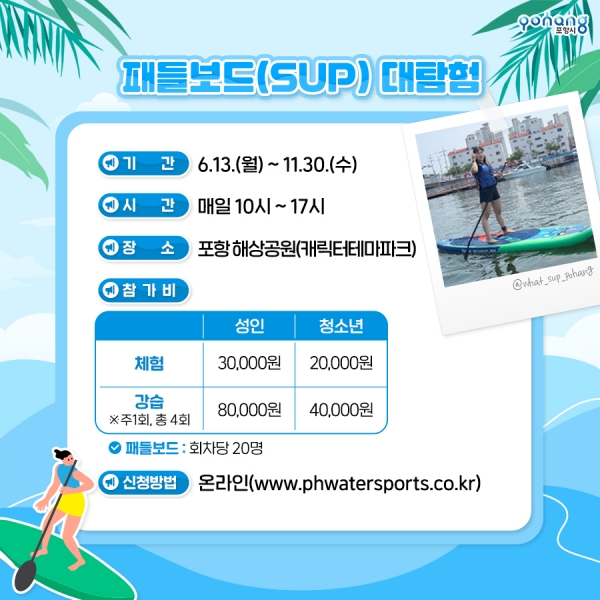 pohang
포항시
패들보드(SUP) 대탐험
기 간 6.13.(월) ~ 11.30.(수)
시 간 매일 10시 ~ 17시
장 소 포항 해상공원(캐릭터테마파크)
@what_sup_pohang
참가비
성인 청소년
체험 30,000원 20,000원
강습 80,000원 40,000원
※주1회, 총 4회
패들보드 : 회차당 20명
신청방법 온라인(www.phwatersports.co.kr)